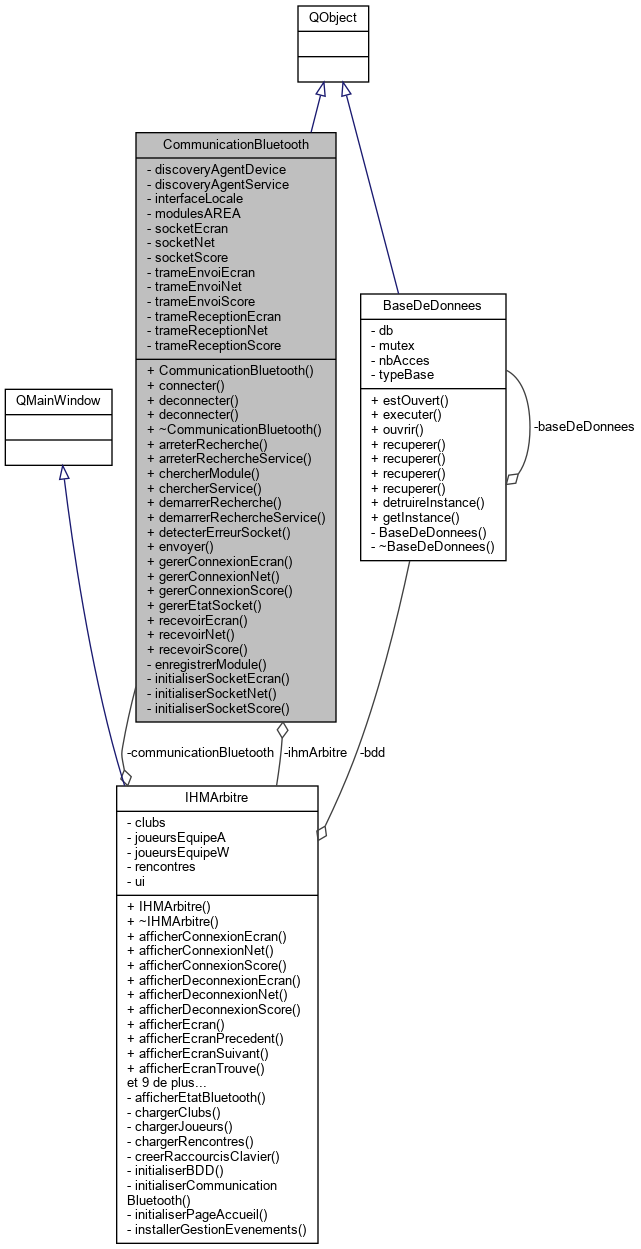 QObject
CommunicationBluetooth
- discoveryAgentDevice
- discoveryAgentService
- interfaceLocale
- modulesAREA
- socketEcran
- socketNet
- socketScore
- trameEnvoiEcran
- trameEnvoiNet
- trameEnvoiScore
- trameReceptionEcran
- trameReceptionNet
- trameReceptionScore
+ CommunicationBluetooth()
+ connecter()
+ deconnecter()
+ deconnecter()
+ ~CommunicationBluetooth()
+ arreterRecherche()
+ arreterRechercheService()
+ chercherModule()
+ chercherService()
+ demarrerRecherche()
+ demarrerRechercheService()
+ detecterErreurSocket()
+ envoyer()
+ gererConnexionEcran()
+ gererConnexionNet()
+ gererConnexionScore()
+ gererEtatSocket()
+ recevoirEcran()
+ recevoirNet()
+ recevoirScore()
- enregistrerModule()
- initialiserSocketEcran()
- initialiserSocketNet()
- initialiserSocketScore()
BaseDeDonnees
- db
- mutex
- nbAcces
- typeBase
+ estOuvert()
+ executer()
+ ouvrir()
+ recuperer()
+ recuperer()
+ recuperer()
+ recuperer()
+ detruireInstance()
+ getInstance()
- BaseDeDonnees()
- ~BaseDeDonnees()
-baseDeDonnees
QMainWindow
-communicationBluetooth
-ihmArbitre
-bdd
IHMArbitre
- clubs
- joueursEquipeA
- joueursEquipeW
- rencontres
- ui
+ IHMArbitre()
+ ~IHMArbitre()
+ afficherConnexionEcran()
+ afficherConnexionNet()
+ afficherConnexionScore()
+ afficherDeconnexionEcran()
+ afficherDeconnexionNet()
+ afficherDeconnexionScore()
+ afficherEcran()
+ afficherEcranPrecedent()
+ afficherEcranSuivant()
+ afficherEcranTrouve()
et 9 de plus...
- afficherEtatBluetooth()
- chargerClubs()
- chargerJoueurs()
- chargerRencontres()
- creerRaccourcisClavier()
- initialiserBDD()
- initialiserCommunication
Bluetooth()
- initialiserPageAccueil()
- installerGestionEvenements()